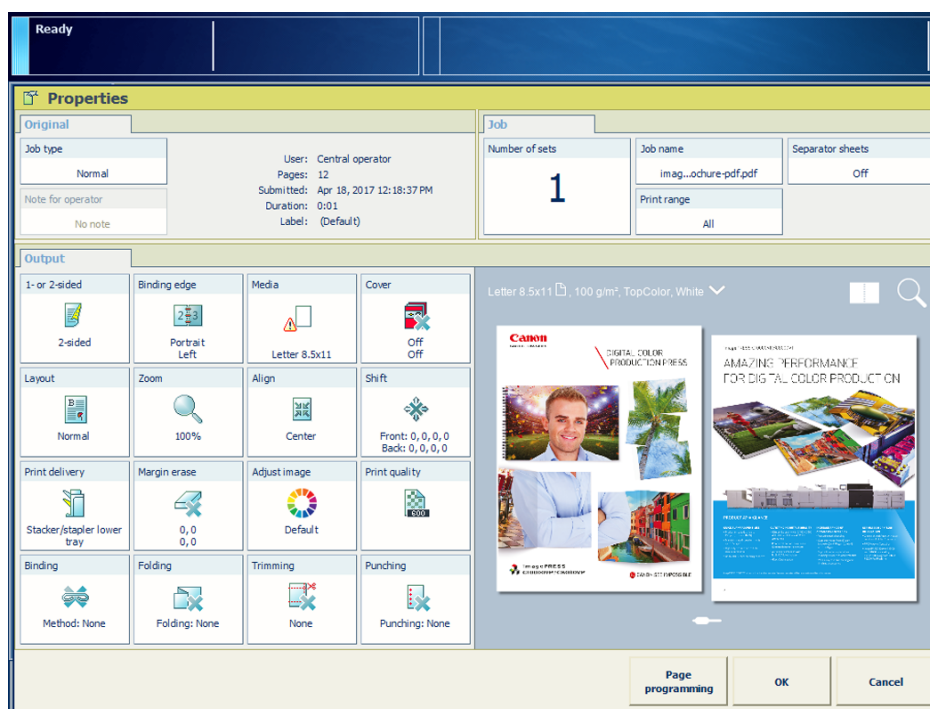 Ready
Properties
Original
Job type
Normal
Note for operator
No note
User: Central operator
Pages: 12
Submitted: Apr 18, 2017 12:18:37 PM
Duration: 0:01
Label: (Default)
Job
Number of sets
1
Job name
imag...ochure-pdf.pdf
Print range
All
Separator sheets
Off
Output
1- or 2-sided
2-sided
Binding edge
Portrait
Left
Media
Letter 8.5x11
Cover
Off
Off
Layout
Normal
Zoom
100%
Align
Center
Shift
Front: 0, 0, 0, 0
Back: 0, 0, 0, 0
Print delivery
Stacker/stapler lower
tray
Margin erase
0,0
0,0
Adjust image
Default
Print quality
600
Binding
Method: None
Folding
Folding: None
Trimming
None
Punching
Punching: None
Letter 8.5x11 , 100 g/m², TopColor, White
Canon
DIGITAL COLOR
PRODUCTION PRESS
imagePRESS
AMAZING PERFORMANCE
FOR DIGITAL COLOR PRODUCTION
PRODUCT AT A GLANCE
Page
programming
OK
Cancel